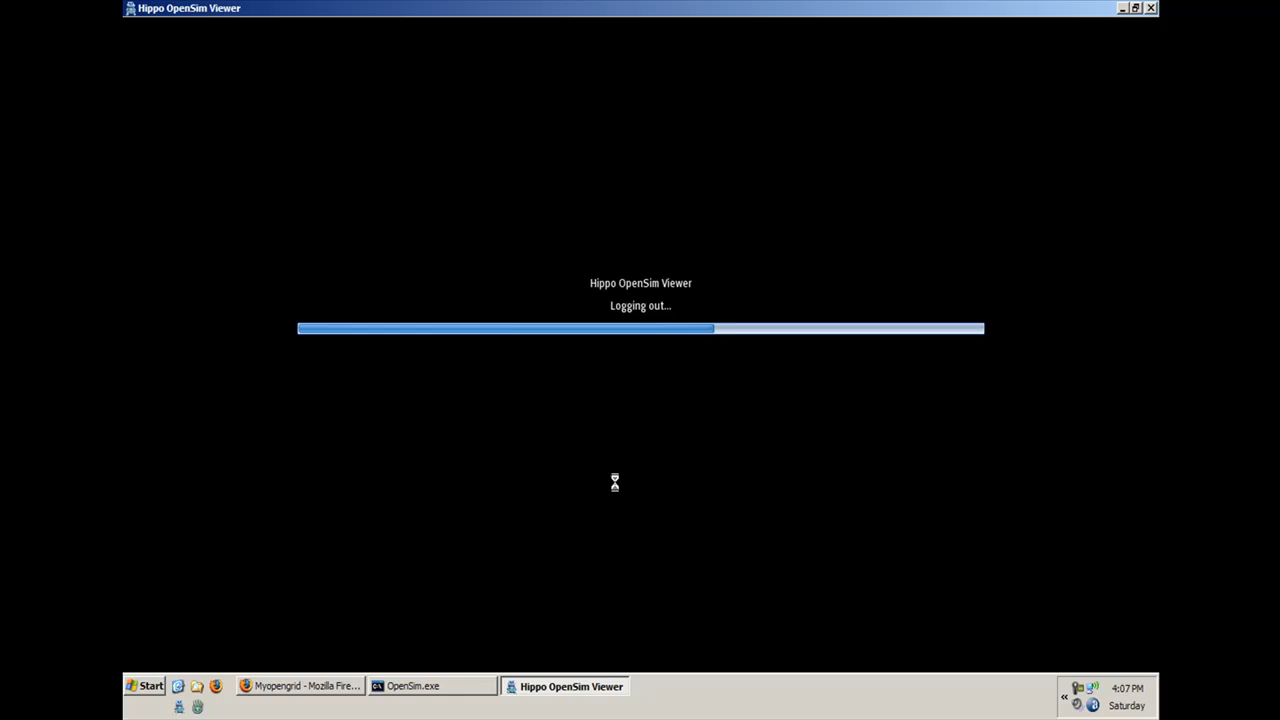 Hippo OpenSim Viewer
Hippo OpenSim Viewer
Logging out...
Start
Myopengrid - Mozilla Fire...
OpenSim.exe
Hippo OpenSim Viewer
4:07 PM
Saturday